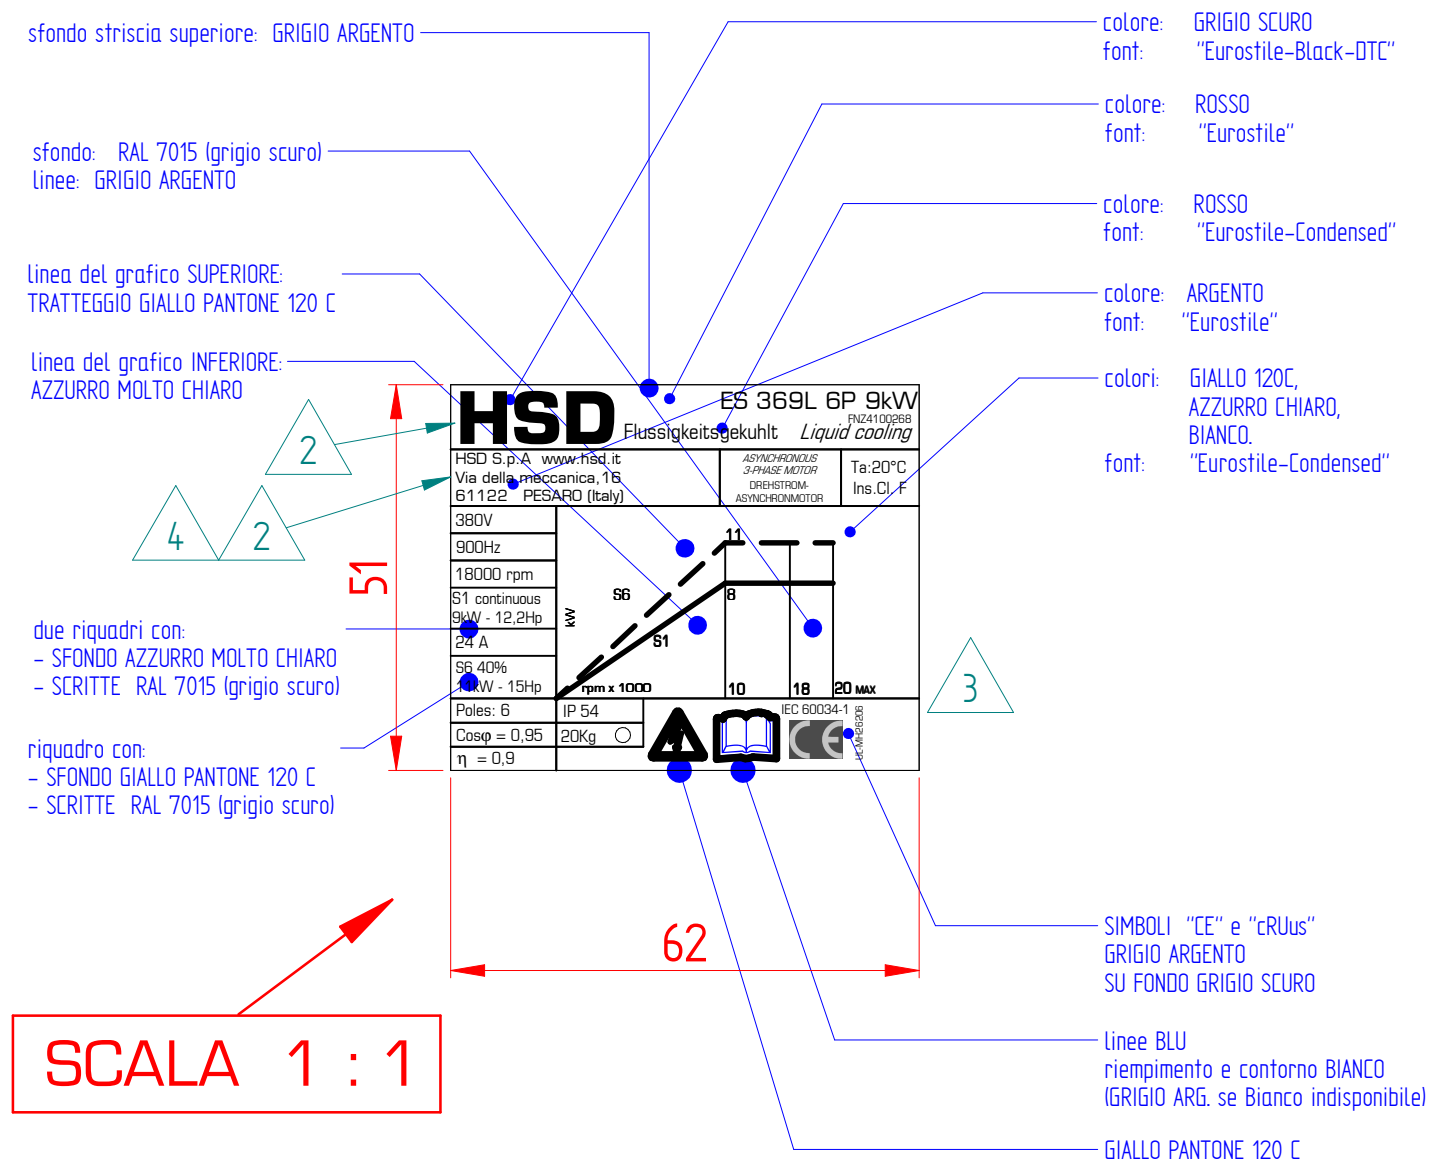 sfondo striscia superiore: GRIGIO ARGENTO
sfondo: RAL 7015 (grigio scuro)
linee: GRIGIO ARGENTO
linea del grafico SUPERIORE:
TRATTEGGIO GIALLO PANTONE 120 C
linea del grafico INFERIORE:
AZZURRO MOLTO CHIARO
2
4
2
51
due riquadri con:
- SFONDO AZZURRO MOLTO CHIARO
- SCRITTE RAL 7015 (grigio scuro)
riquadro con:
- SFONDO GIALLO PANTONE 120 C
- SCRITTE RAL 7015 (grigio scuro)
SCALA 1 : 1
HSD
ES 369L 6P 9kW
FNZ4100268
Flussigkeitsgekuhlt Liquid cooling
HSD S.p.A www.hsd.it
Via della meccanica,16
61122 PESARO (Italy)
ASYNCHRONOUS
3-PHASE MOTOR
DREHSTROM-
ASYNCHRONMOTOR
Ta:20°C
Ins.Cl. F
380V
900Hz
18000 rpm
S1 continuous
9kW - 12,2Hp
24 A
S6 40%
11kW - 15Hp
Poles: 6
Cosφ = 0,95
η = 0,9
IP 54
20Kg
kW
S6
S1
11
8
rpm x 1000
10
18
20 MAX
IEC 60034-1
CE
UL-MH26206
62
3
colore: GRIGIO SCURO
font: "Eurostile-Black-DTC"
colore: ROSSO
font: "Eurostile"
colore: ROSSO
font: "Eurostile-Condensed"
colore: ARGENTO
font: "Eurostile"
colori: GIALLO 120C,
AZZURRO CHIARO,
BIANCO.
font: "Eurostile-Condensed"
SIMBOLI "CE" e "cRUus"
GRIGIO ARGENTO
SU FONDO GRIGIO SCURO
linee BLU
riempimento e contorno BIANCO
(GRIGIO ARG. se Bianco indisponibile)
GIALLO PANTONE 120 C